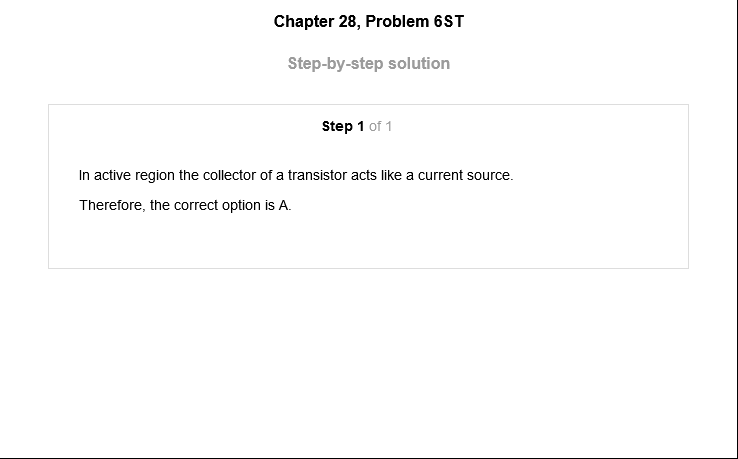 Chapter 28, Problem 6ST
Step-by-step solution
Step 1 of 1
In active region the collector of a transistor acts like a current source.
Therefore, the correct option is A.